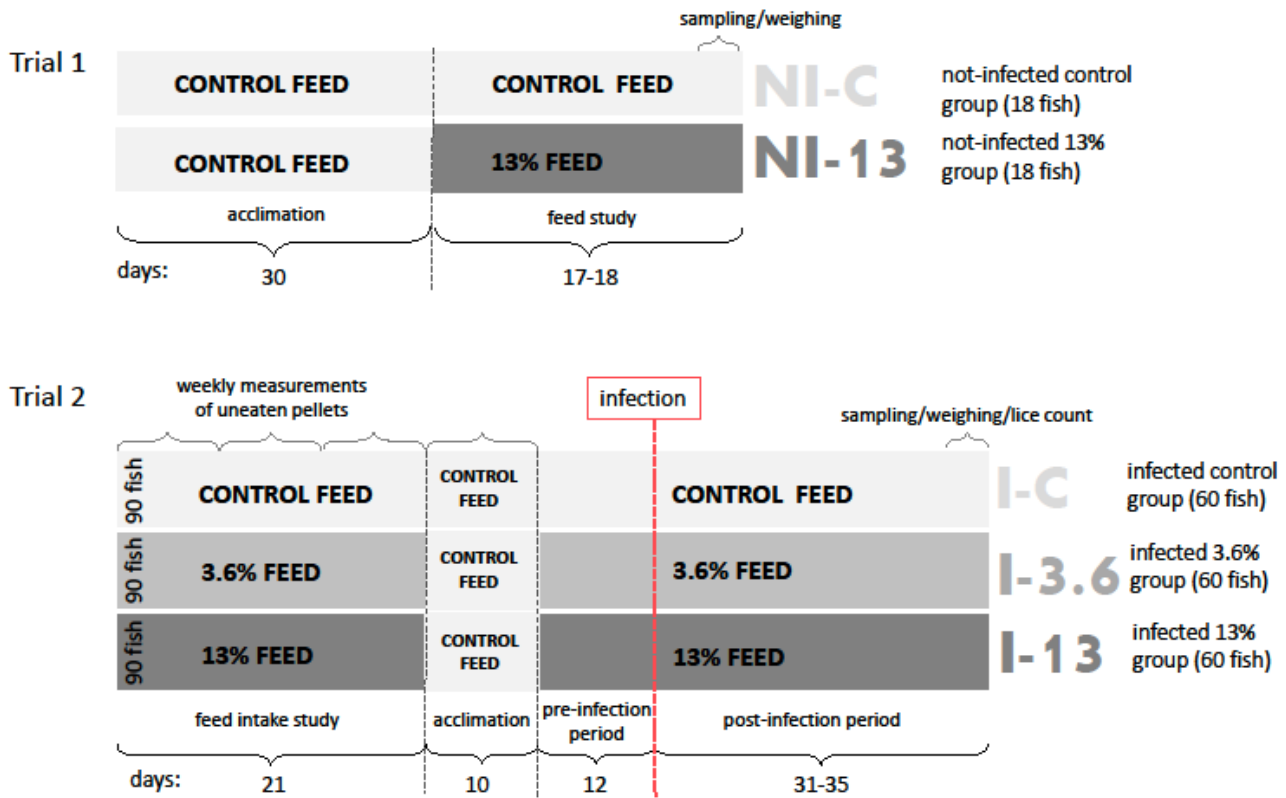 sampling/weighing
Trial 1
CONTROL FEED
CONTROL FEED
NI-C
not-infected control
group (18 fish)
CONTROL FEED
13% FEED
NI-13
not-infected 13%
group (18 fish)
acclimation
feed study
days:
30
17-18
Trial 2
weekly measurements
of uneaten pellets
infection
sampling/weighing/lice count
90 fish
CONTROL FEED
CONTROL
FEED
CONTROL FEED
I-C
infected control
group (60 fish)
90 fish
3.6% FEED
CONTROL
FEED
3.6% FEED
I-3.6
infected 3.6%
group (60 fish)
90 fish
13% FEED
CONTROL
FEED
13% FEED
I-13
infected 13%
group (60 fish)
feed intake study
acclimation
pre-infection
period
post-infection period
days:
21
10
12
31-35